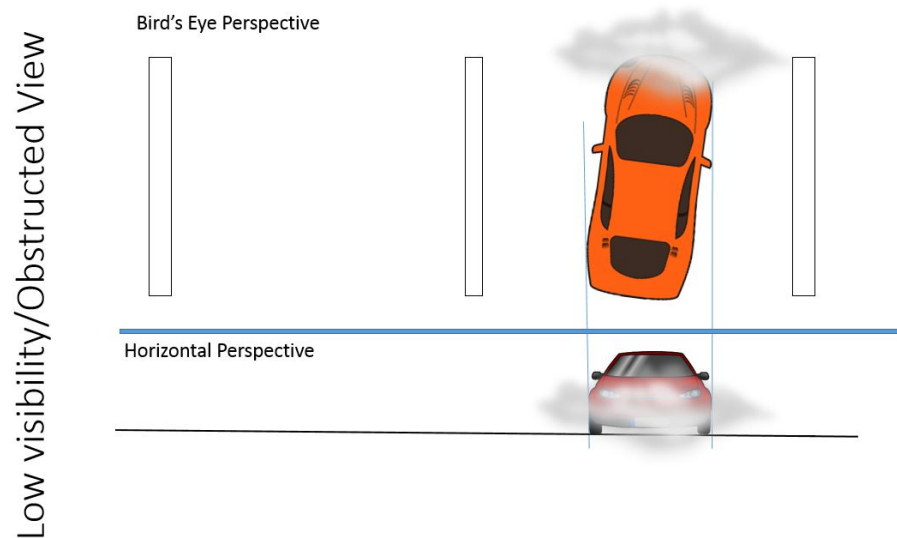 Low visibility/Obstructed View
Bird's Eye Perspective
Horizontal Perspective